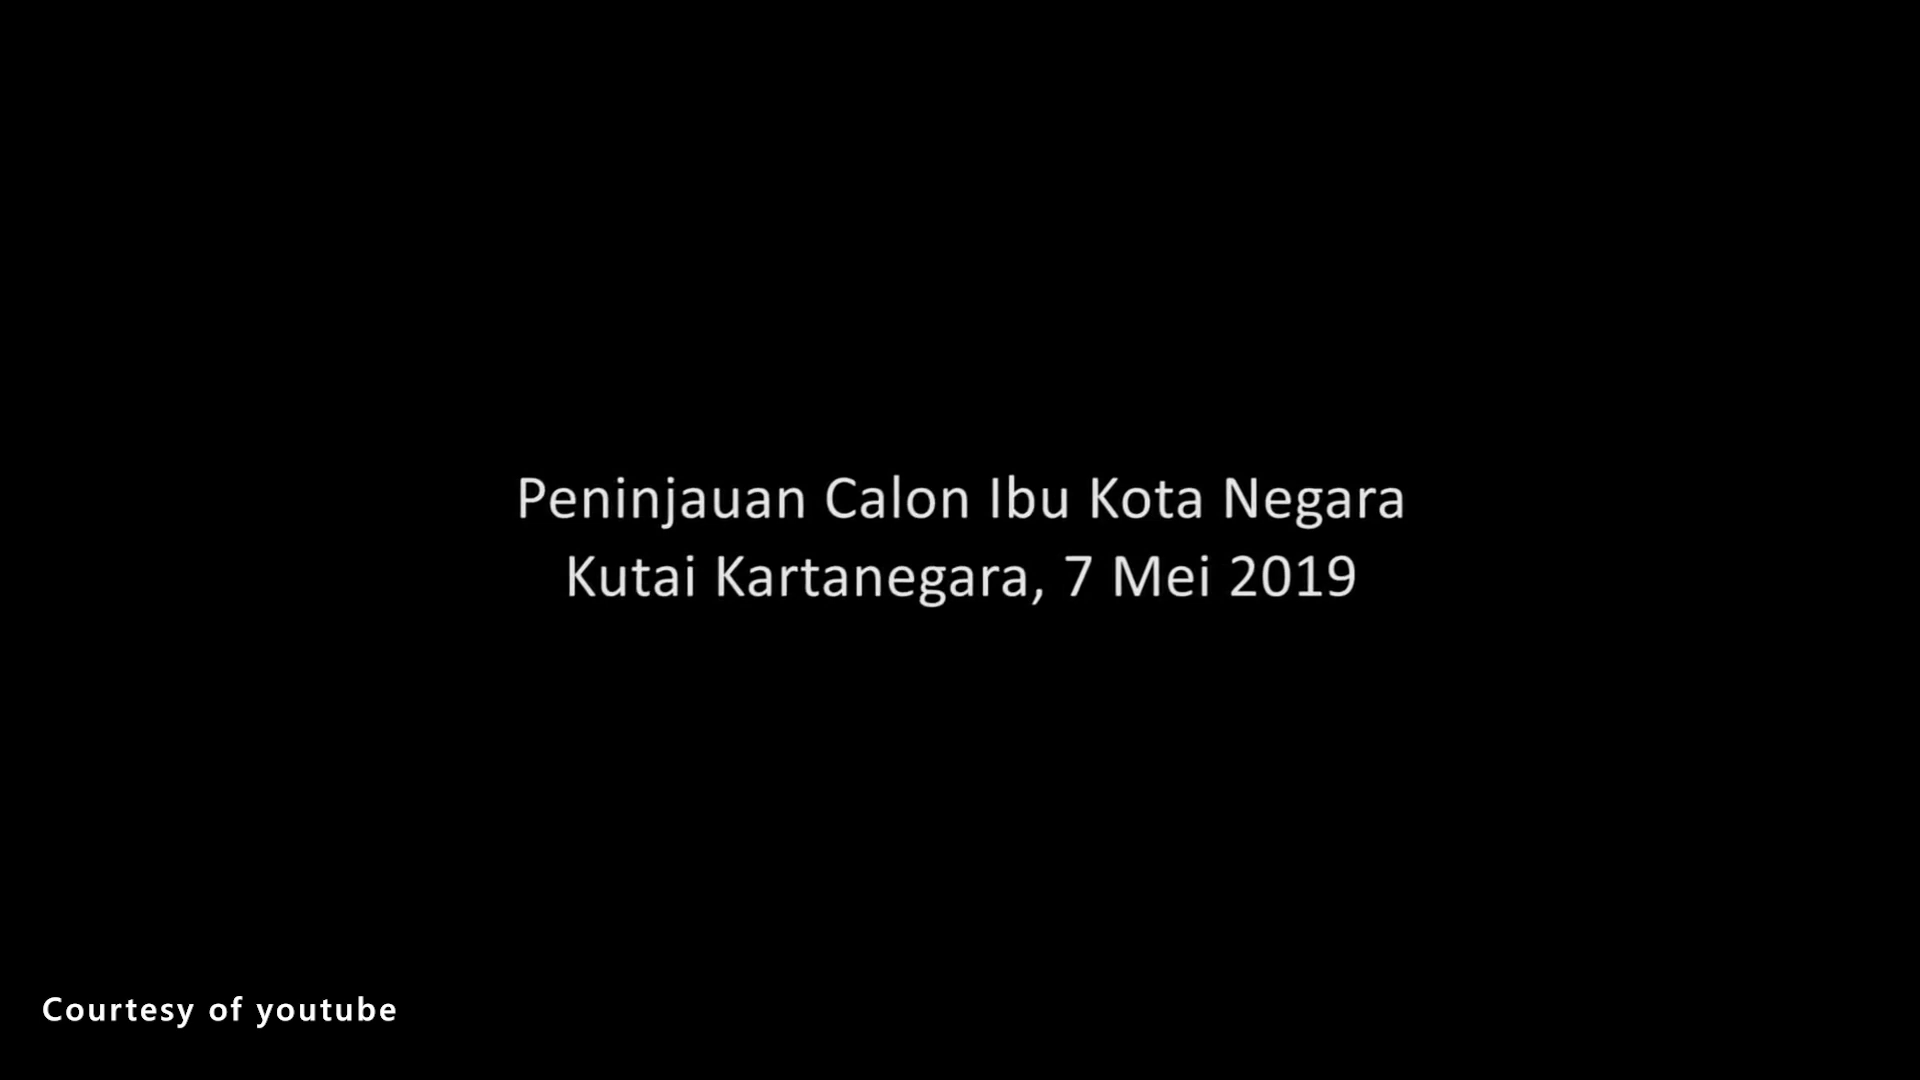 Peninjauan Calon Ibu Kota Negara
Kutai Kartanegara, 7 Mei 2019
Courtesy of youtube